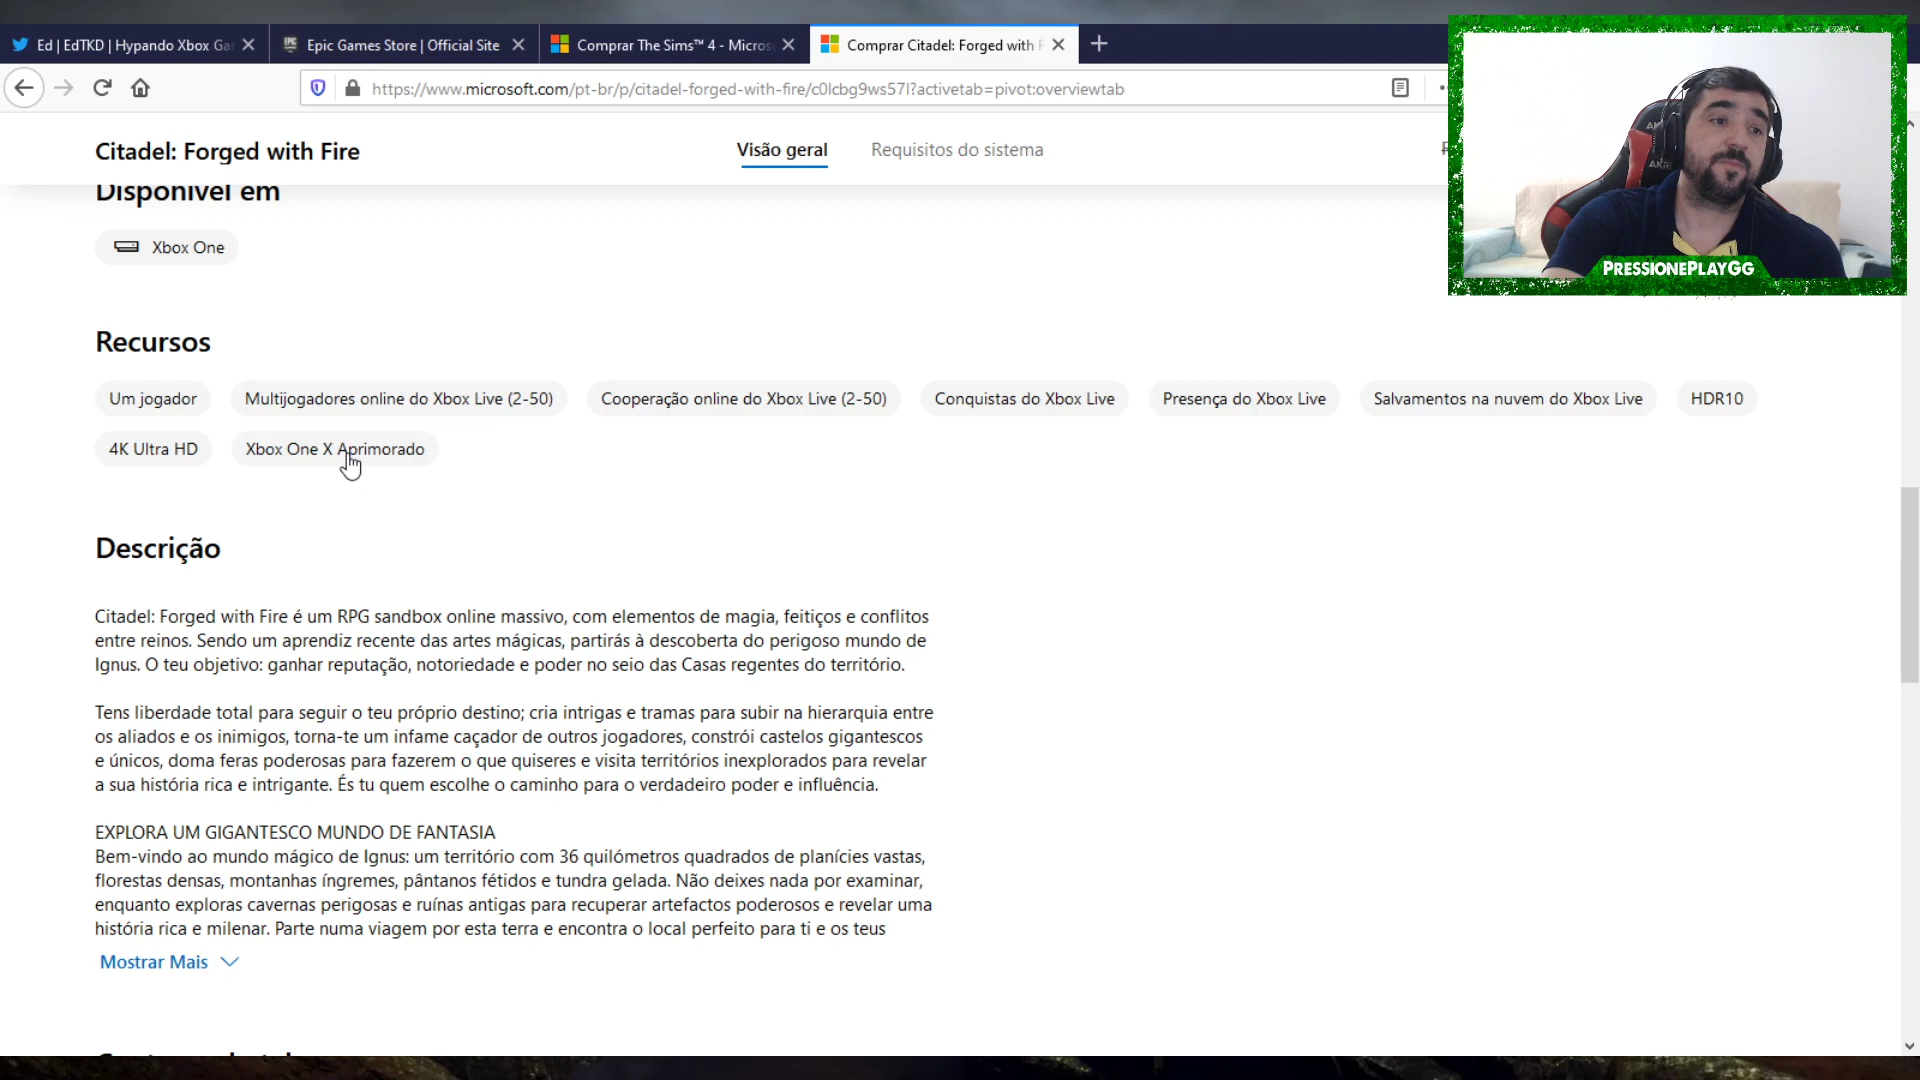 Ed | EdTKD | Hypando Xbox Ga
Epic Games Store | Official Site
Comprar The Sims™ 4 - Micros
Comprar Citadel: Forged with F
https://www.microsoft.com/pt-br/p/citadel-forged-with-fire/c0lcbg9ws57l?activetab=pivot:overviewtab
Citadel: Forged with Fire
Visão geral
Requisitos do sistema
PressionePlayGG
Disponível em
Xbox One
Recursos
Um jogador
Multijogadores online do Xbox Live (2-50)
Cooperação online do Xbox Live (2-50)
Conquistas do Xbox Live
Presença do Xbox Live
Salvamentos na nuvem do Xbox Live
HDR10
4K Ultra HD
Xbox One X Aprimorado
Descrição
Citadel: Forged with Fire é um RPG sandbox online massivo, com elementos de magia, feitiços e conflitos
entre reinos. Sendo um aprendiz recente das artes mágicas, partirás à descoberta do perigoso mundo de
Ignus. O teu objetivo: ganhar reputação, notoriedade e poder no seio das Casas regentes do território.
Tens liberdade total para seguir o teu próprio destino; cria intrigas e tramas para subir na hierarquia entre
os aliados e os inimigos, torna-te um infame caçador de outros jogadores, constrói castelos gigantescos
e únicos, doma feras poderosas para fazerem o que quiseres e visita territórios inexplorados para revelar
a sua história rica e intrigante. És tu quem escolhe o caminho para o verdadeiro poder e influência.
EXPLORA UM GIGANTESCO MUNDO DE FANTASIA
Bem-vindo ao mundo mágico de Ignus: um território com 36 quilómetros quadrados de planícies vastas,
florestas densas, montanhas íngremes, pântanos fétidos e tundra gelada. Não deixes nada por examinar,
enquanto exploras cavernas perigosas e ruínas antigas para recuperar artefactos poderosos e revelar uma
história rica e milenar. Parte numa viagem por esta terra e encontra o local perfeito para ti e os teus
Mostrar Mais